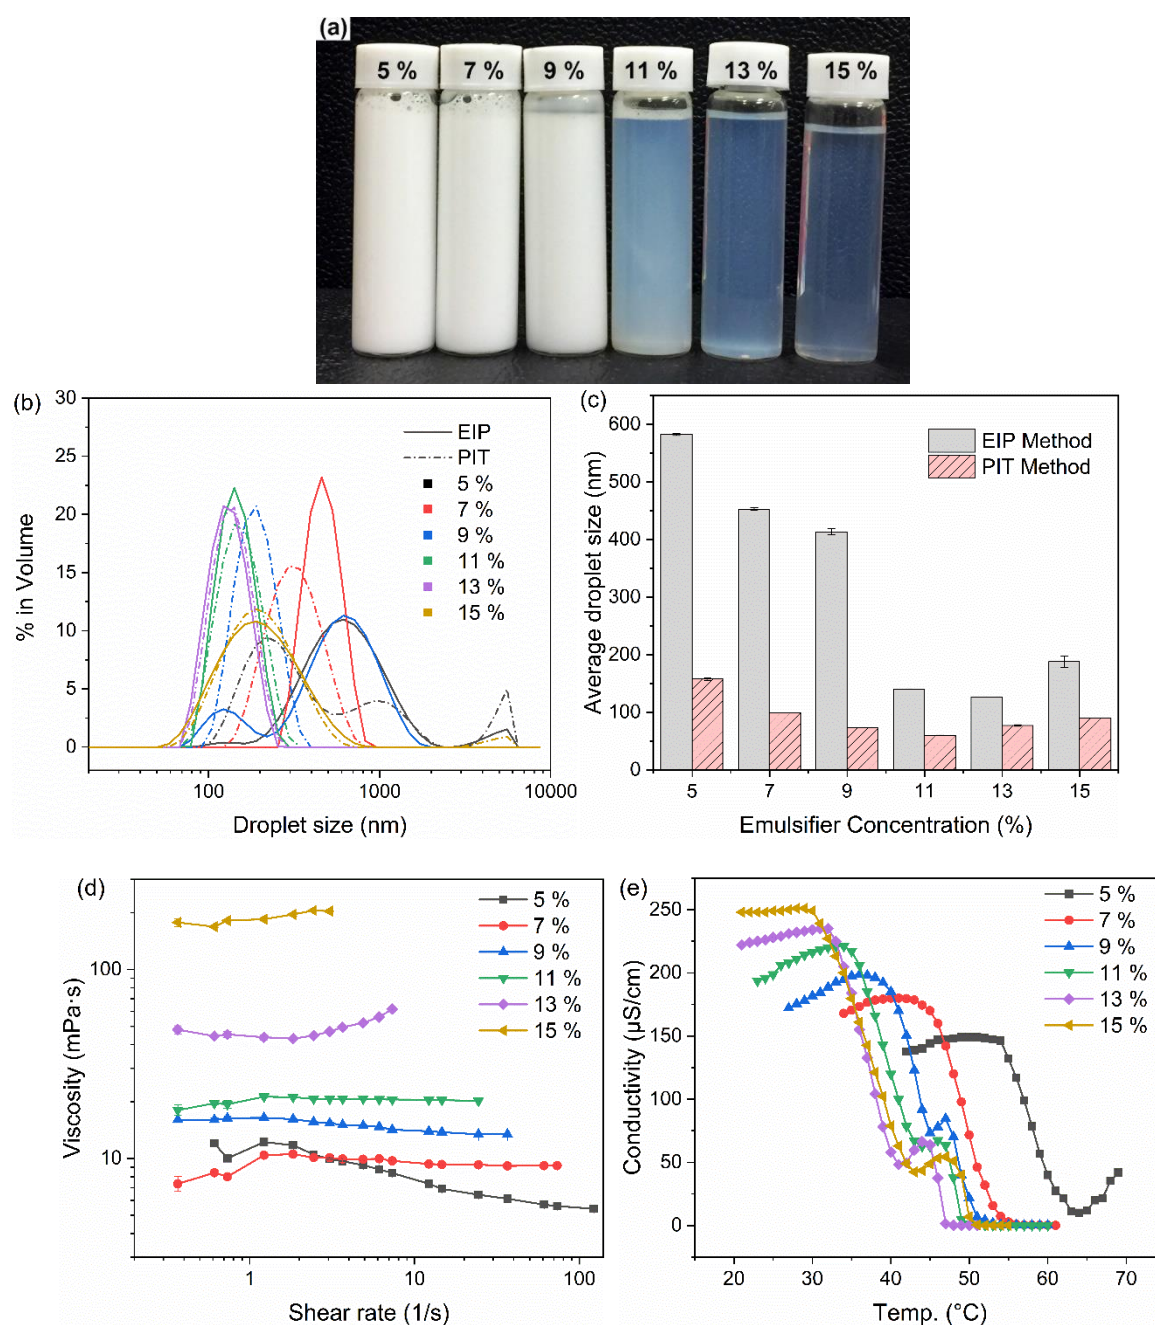 (a)
5 % 7 % 9 % 11 % 13 % 15 %
(b)
30
25
20
15
10
5
0
% in Volume
EIP
PIT
5 %
7 %
9 %
11 %
13 %
15 %
100 1000 10000
Droplet size (nm)
(c)
600
500
400
300
200
100
0
Average droplet size (nm)
EIP Method
PIT Method
5 7 9 11 13 15
Emulsifier Concentration (%)
(d)
100
10
Viscosity (mPa·s)
5 %
7 %
9 %
11 %
13 %
15 %
1 10 100
Shear rate (1/s)
(e)
250
200
150
100
50
0
Conductivity (µS/cm)
5 %
7 %
9 %
11 %
13 %
15 %
20 30 40 50 60 70
Temp. (°C)